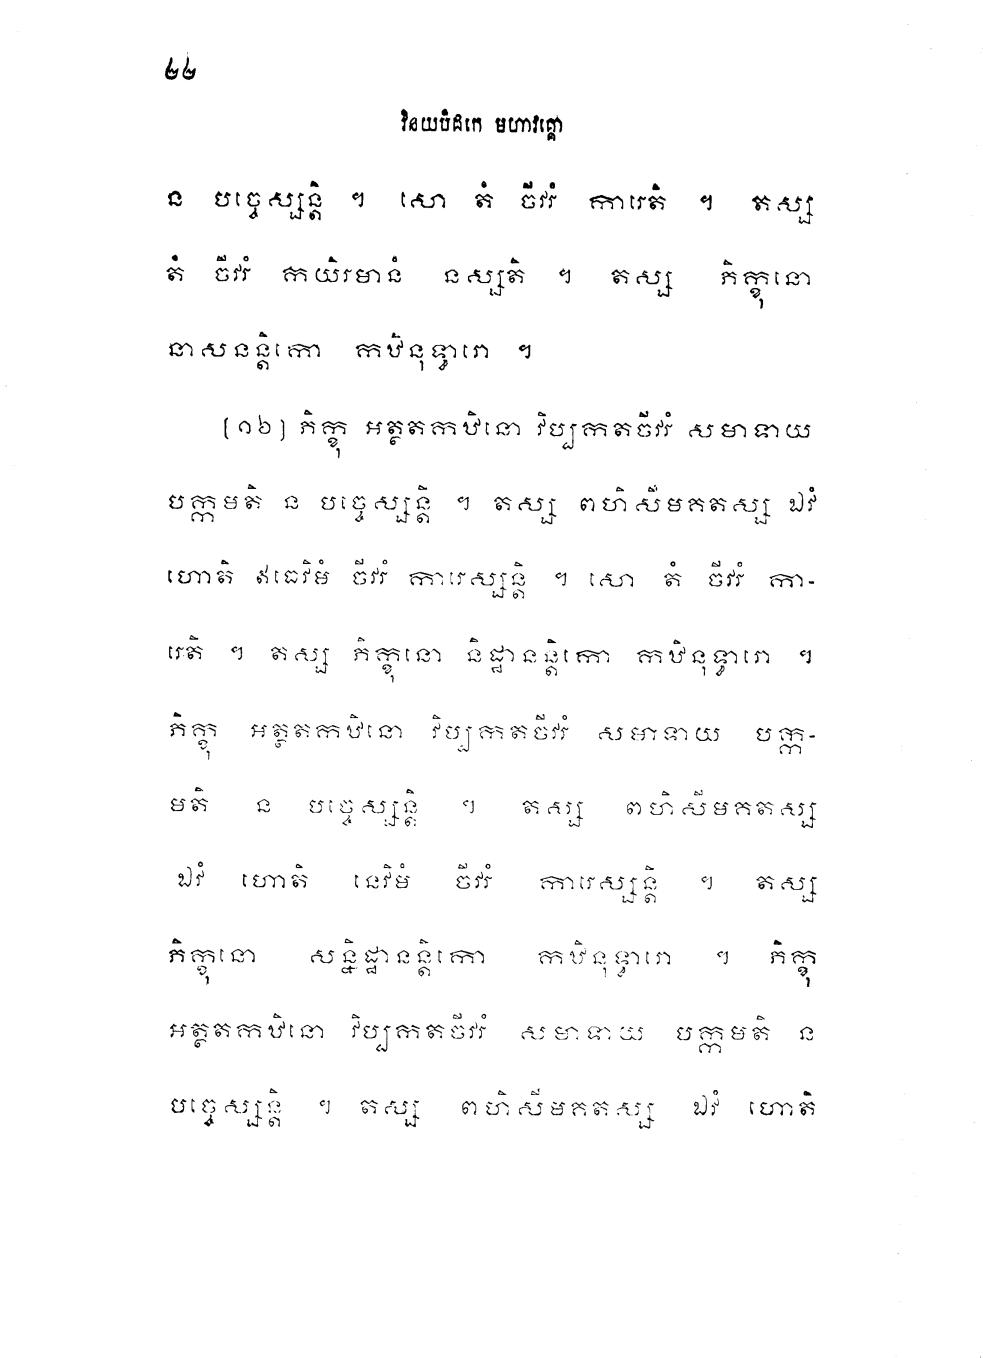 ២២
វិនយបិដកេ មហាវគ្គោ
ន បច្ចេស្សន្តិ ។ សោ តំ ចីវរំ ការេតិ ។ តស្ស
តំ ចីវរំ កយិរមានំ នស្សតិ ។ តស្ស ភិក្ខុនោ
នាសនន្តិកោ កឋិនុទ្ធារោ ។
[១២] ភិក្ខុ អត្ថតកឋិនោ វិប្បកតចីវរំ សមាទាយ
បក្កមតិ ន បច្ចេស្សន្តិ ។ តស្ស ពហិសីមគតស្ស ឯវំ
ហោតិ ឥធេវិមំ ចីវរំ ការេស្សន្តិ ។ សោ តំ ចីវរំ កា-
រេតិ ។ តស្ស ភិក្ខុនោ និដ្ឋានន្តិកោ កឋិនុទ្ធារោ ។
ភិក្ខុ អត្ថតកឋិនោ វិប្បកតចីវរំ សមាទាយ បក្ក-
មតិ ន បច្ចេស្សន្តិ ។ តស្ស ពហិសីមគតស្ស
ឯវំ ហោតិ នេវិមំ ចីវរំ ការេស្សន្តិ ។ តស្ស
ភិក្ខុនោ សន្និដ្ឋានន្តិកោ កឋិនុទ្ធារោ ។ ភិក្ខុ
អត្ថតកឋិនោ វិប្បកតចីវរំ សមាទាយ បក្កមតិ ន
បច្ចេស្សន្តិ ។ តស្ស ពហិសីមគតស្ស ឯវំ ហោតិ